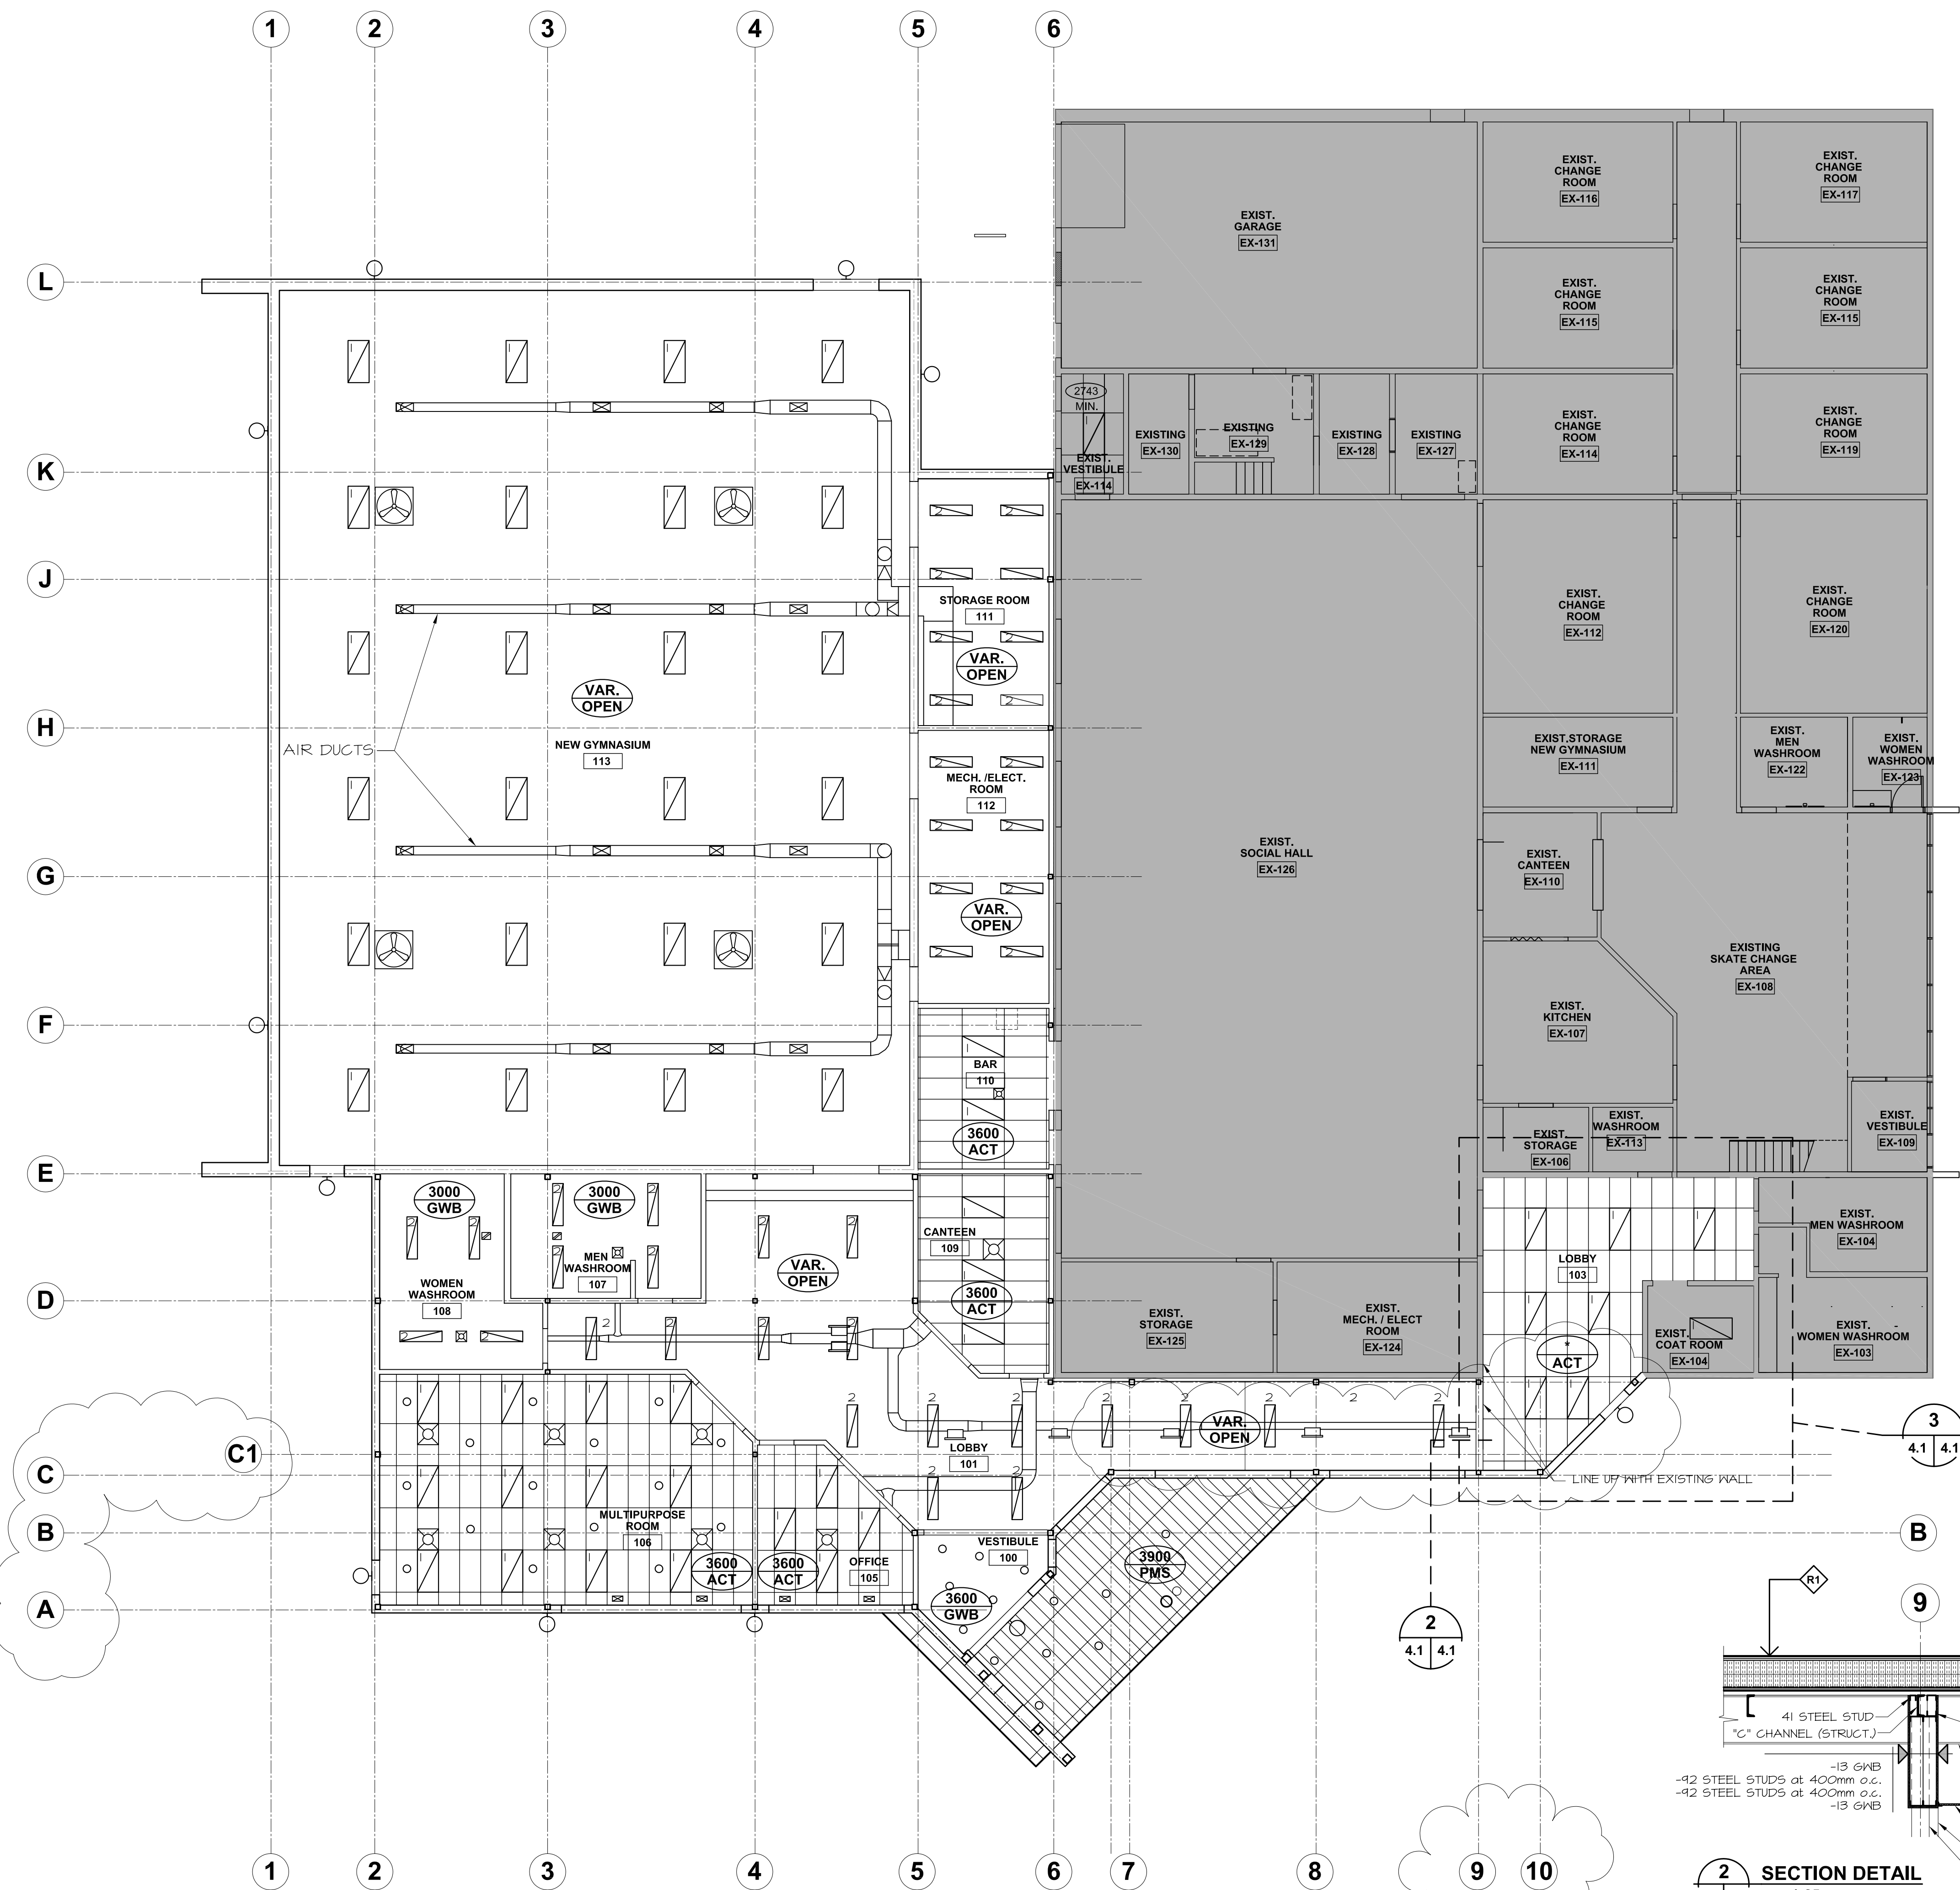 1
2
3
4
5
6
L
K
J
H
G
F
E
D
C1
C
B
A
EXIST.
GARAGE
EX-131
EXIST.
CHANGE
ROOM
EX-116
EXIST.
CHANGE
ROOM
EX-117
EXIST.
CHANGE
ROOM
EX-115
EXIST.
CHANGE
ROOM
EX-115
2743
MIN.
EXIST.
VESTIBULE
EX-114
EXISTING
EX-130
EXISTING
EX-129
EXISTING
EX-128
EXISTING
EX-127
EXIST.
CHANGE
ROOM
EX-114
EXIST.
CHANGE
ROOM
EX-119
STORAGE ROOM
111
VAR.
OPEN
EXIST.
CHANGE
ROOM
EX-112
EXIST.
CHANGE
ROOM
EX-120
VAR.
OPEN
NEW GYMNASIUM
113
AIR DUCTS
MECH. /ELECT.
ROOM
112
VAR.
OPEN
EXIST.STORAGE
NEW GYMNASIUM
EX-111
EXIST.
MEN
WASHROOM
EX-122
EXIST.
WOMEN
WASHROOM
EX-123
EXIST.
SOCIAL HALL
EX-126
EXIST.
CANTEEN
EX-110
EXISTING
SKATE CHANGE
AREA
EX-108
EXIST.
KITCHEN
EX-107
BAR
110
3600
ACT
EXIST.
STORAGE
EX-106
EXIST.
WASHROOM
EX-113
EXIST.
VESTIBULE
EX-109
3000
GWB
3000
GWB
MEN
WASHROOM
107
WOMEN
WASHROOM
108
VAR.
OPEN
CANTEEN
109
3600
ACT
LOBBY
103
EXIST.
MEN WASHROOM
EX-104
EXIST.
STORAGE
EX-125
EXIST.
MECH. / ELECT
ROOM
EX-124
*
ACT
EXIST.
COAT ROOM
EX-104
EXIST.
WOMEN WASHROOM
EX-103
VAR.
OPEN
LOBBY
101
LINE UP WITH EXISTING WALL
3
4.1 4.1
MULTIPURPOSE
ROOM
106
3600
ACT
3600
ACT
OFFICE
105
VESTIBULE
100
3600
GWB
3900
PMS
B
2
4.1 4.1
R1
9
41 STEEL STUD
"C" CHANNEL (STRUCT.)
-13 GWB
-92 STEEL STUDS at 400mm o.c.
-92 STEEL STUDS at 400mm o.c.
-13 GWB
1
2
3
4
5
6
7
8
9
10
2
SECTION DETAIL